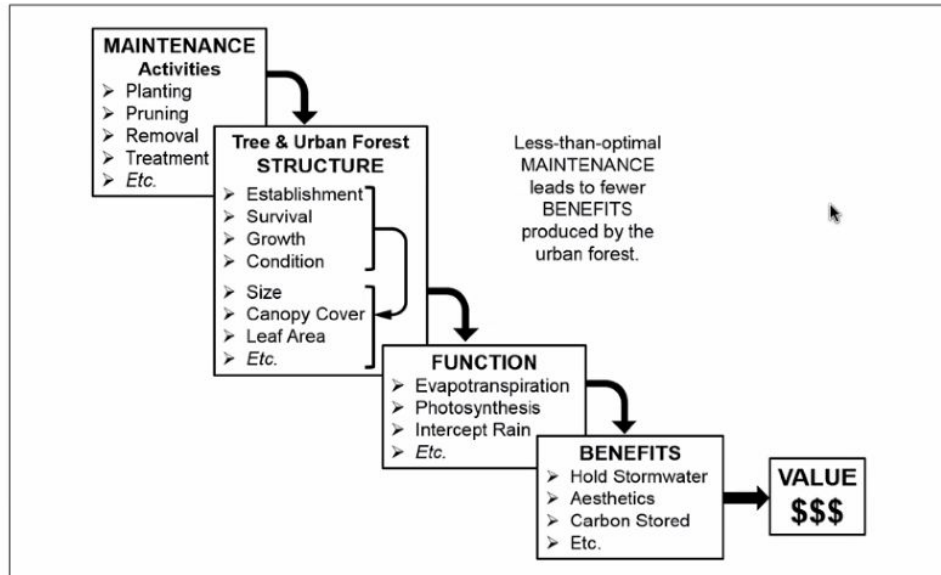 MAINTENANCE
Activities
➢ Planting
➢ Pruning
➢ Removal
➢ Treatment
➢ Etc.
Tree & Urban Forest
STRUCTURE
➢ Establishment
➢ Survival
➢ Growth
➢ Condition
➢ Size
➢ Canopy Cover
➢ Leaf Area
➢ Etc.
Less-than-optimal
MAINTENANCE
leads to fewer
BENEFITS
produced by the
urban forest.
FUNCTION
➢ Evapotranspiration
➢ Photosynthesis
➢ Intercept Rain
➢ Etc.
BENEFITS
➢ Hold Stormwater
➢ Aesthetics
➢ Carbon Stored
➢ Etc.
VALUE
$$$